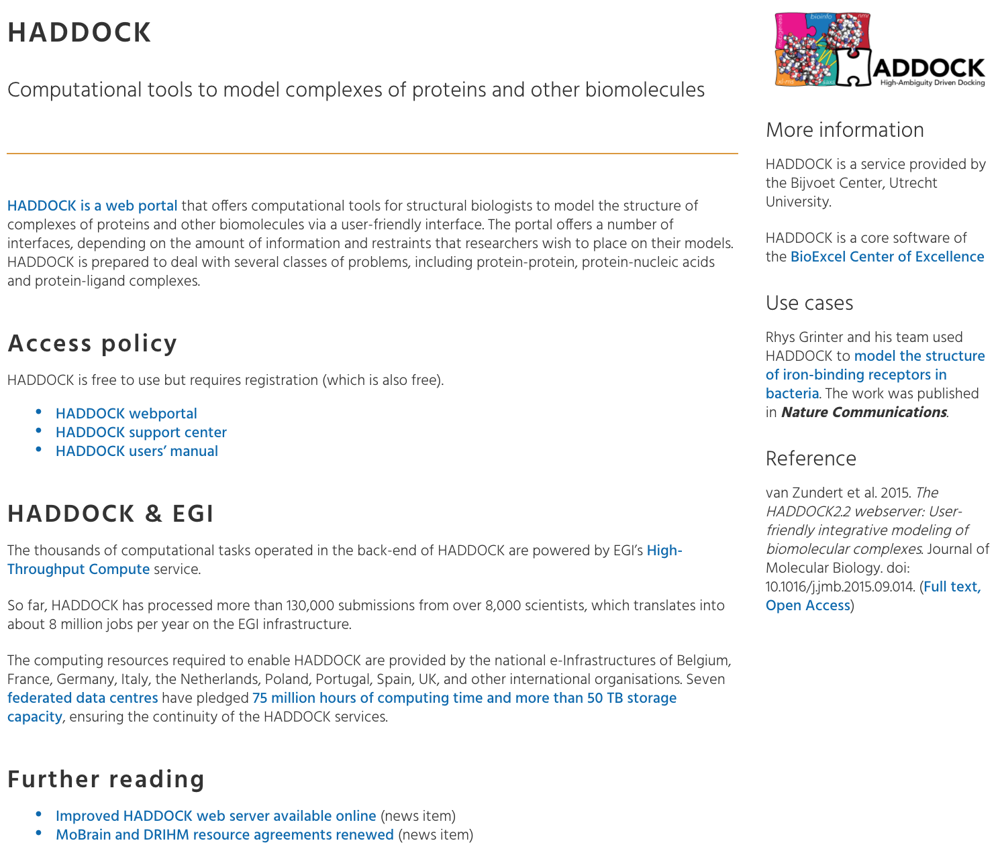 HADDOCK
Computational tools to model complexes of proteins and other biomolecules
HADDOCK is a web portal that offers computational tools for structural biologists to model the structure of
complexes of proteins and other biomolecules via a user-friendly interface. The portal offers a number of
interfaces, depending on the amount of information and restraints that researchers wish to place on their models.
HADDOCK is prepared to deal with several classes of problems, including protein-protein, protein-nucleic acids
and protein-ligand complexes.
Access policy
HADDOCK is free to use but requires registration (which is also free).
• HADDOCK webportal
• HADDOCK support center
• HADDOCK users’ manual
HADDOCK & EGI
The thousands of computational tasks operated in the back-end of HADDOCK are powered by EGI’s High-
Throughput Compute service.
So far, HADDOCK has processed more than 130,000 submissions from over 8,000 scientists, which translates into
about 8 million jobs per year on the EGI infrastructure.
The computing resources required to enable HADDOCK are provided by the national e-Infrastructures of Belgium,
France, Germany, Italy, the Netherlands, Poland, Portugal, Spain, UK, and other international organisations. Seven
federated data centres have pledged 75 million hours of computing time and more than 50 TB storage
capacity, ensuring the continuity of the HADDOCK services.
Further reading
• Improved HADDOCK web server available online (news item)
• MoBrain and DRIHM resource agreements renewed (news item)
mutagenesis
bioinfo
nmr
xl-ms
saxs
ADDOCK
High-Ambiguity Driven Docking
More information
HADDOCK is a service provided by
the Bijvoet Center, Utrecht
University.
HADDOCK is a core software of
the BioExcel Center of Excellence
Use cases
Rhys Grinter and his team used
HADDOCK to model the structure
of iron-binding receptors in
bacteria. The work was published
in Nature Communications.
Reference
van Zundert et al. 2015. The
HADDOCK2.2 webserver: User-
friendly integrative modeling of
biomolecular complexes. Journal of
Molecular Biology. doi:
10.1016/j.jmb.2015.09.014. (Full text,
Open Access)